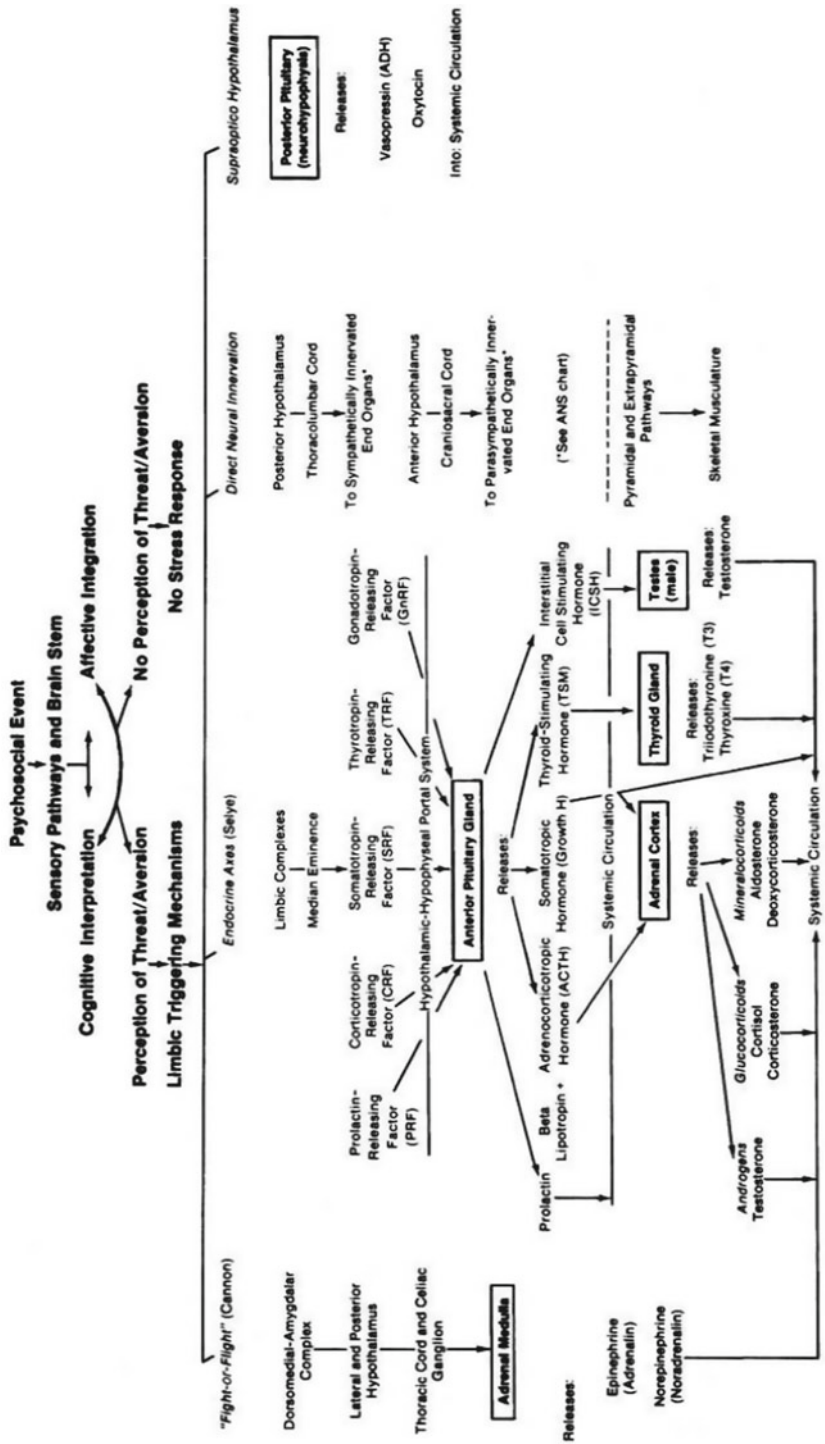 Psychosocial Event
Sensory Pathways and Brain Stem
Cognitive Interpretation
Affective Integration
Perception of Threat/Aversion
No Perception of Threat/Aversion
Limbic Triggering Mechanisms
No Stress Response
"Fight-or-Flight" (Cannon)
Dorsomedial-Amygdalar
Complex
Lateral and Posterior
Hypothalamus
Thoracic Cord and Celiac
Ganglion
Adrenal Medulla
Releases:
Epinephrine
(Adrenalin)
Norepinephrine
(Noradrenalin)
Endocrine Axes (Selye)
Limbic Complexes
Median Eminence
Prolactin-
Releasing
Factor
(PRF)
Corticotropin-
Releasing
Factor (CRF)
Somatotropin-
Releasing
Factor (SRF)
Thyrotropin-
Releasing
Factor (TRF)
Gonadotropin-
Releasing
Factor
(GnRF)
Hypothalamic-Hypophyseal Portal System
Anterior Pituitary Gland
Releases:
Prolactin
Beta
Lipotropin +
Adrenocorticotropic
Hormone (ACTH)
Somatotropic
Hormone (Growth H)
Thyroid-Stimulating
Hormone (TSM)
Interstitial
Cell Stimulating
Hormone
(ICSH)
Systemic Circulation
Adrenal Cortex
Thyroid Gland
Testes
(male)
Releases:
Androgens
Testosterone
Glucocorticoids
Cortisol
Corticosterone
Mineralocorticoids
Aldosterone
Deoxycorticosterone
Releases:
Triiodothyronine (T3)
Thyroxine (T4)
Releases:
Testosterone
Systemic Circulation
Direct Neural Innervation
Posterior Hypothalamus
Thoracolumbar Cord
To Sympathetically Innervated
End Organs*
Anterior Hypothalamus
Craniosacral Cord
To Parasympathetically Inner-
vated End Organs*
(*See ANS chart)
Pyramidal and Extrapyramidal
Pathways
Skeletal Musculature
Supraoptico Hypothalamus
Posterior Pituitary
(neurohypophysis)
Releases:
Vasopressin (ADH)
Oxytocin
Into: Systemic Circulation